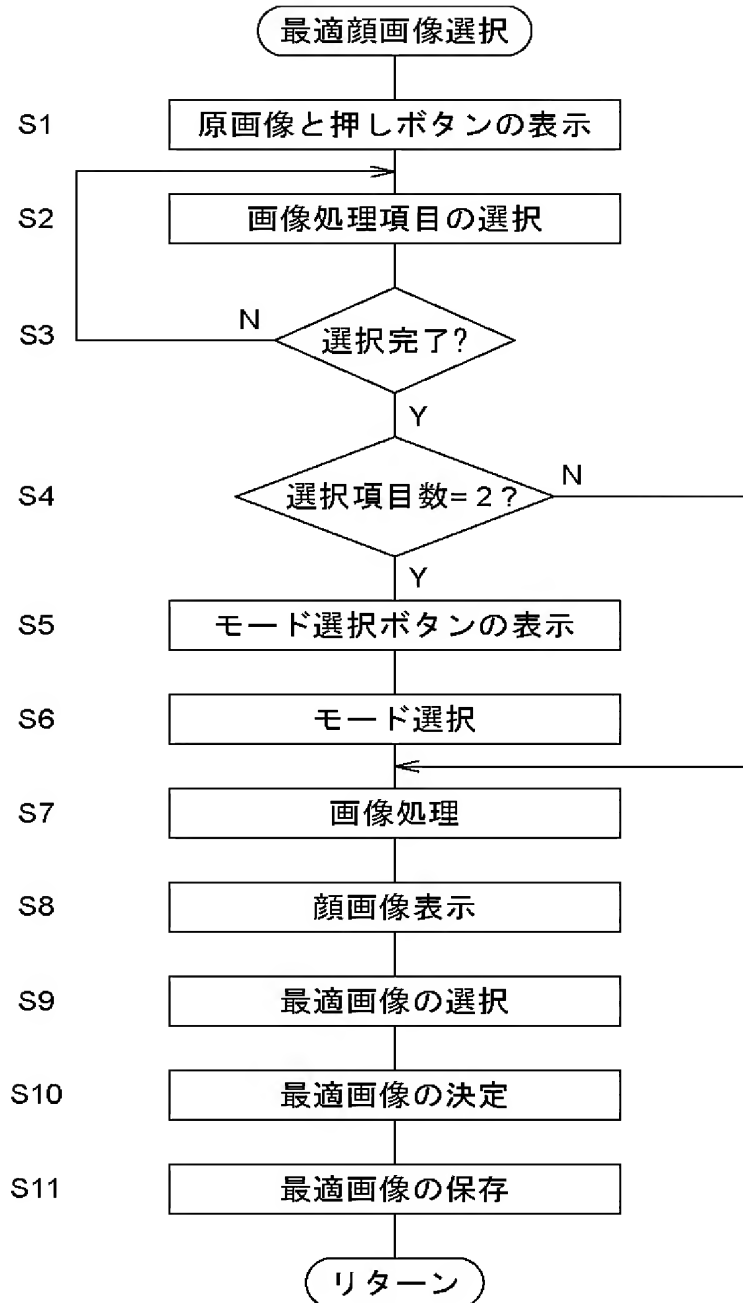 最適顔画像選択
S1 原画像と押しボタンの表示
S2 画像処理項目の選択
S3 N 選択完了?
Y
S4 選択項目数=2? N
Y
S5 モード選択ボタンの表示
S6 モード選択
S7 画像処理
S8 顔画像表示
S9 最適画像の選択
S10 最適画像の決定
S11 最適画像の保存
リターン